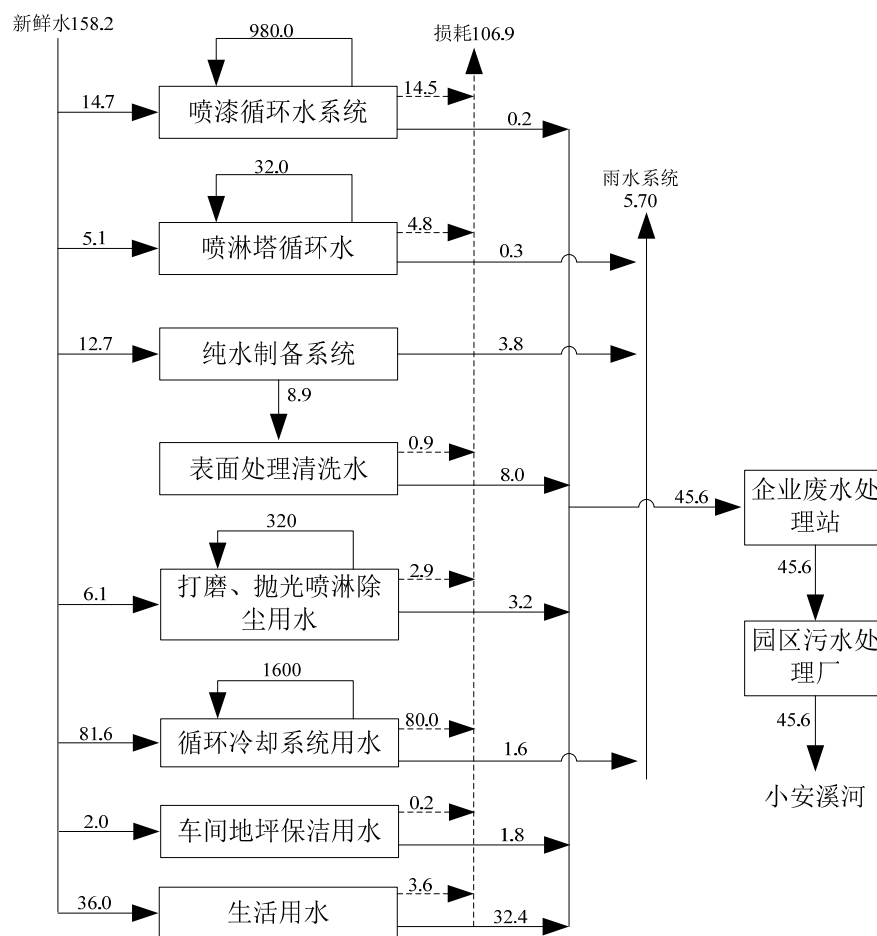 新鲜水158.2
损耗106.9
980.0
14.7
喷漆循环水系统
14.5
0.2
雨水系统
5.70
32.0
5.1
喷淋塔循环水
4.8
0.3
12.7
纯水制备系统
3.8
8.9
表面处理清洗水
0.9
8.0
45.6
企业废水处
理站
45.6
320
6.1
打磨、抛光喷淋除
尘用水
2.9
3.2
园区污水处
理厂
45.6
小安溪河
1600
81.6
循环冷却系统用水
80.0
1.6
2.0
车间地坪保洁用水
0.2
1.8
36.0
生活用水
3.6
32.4